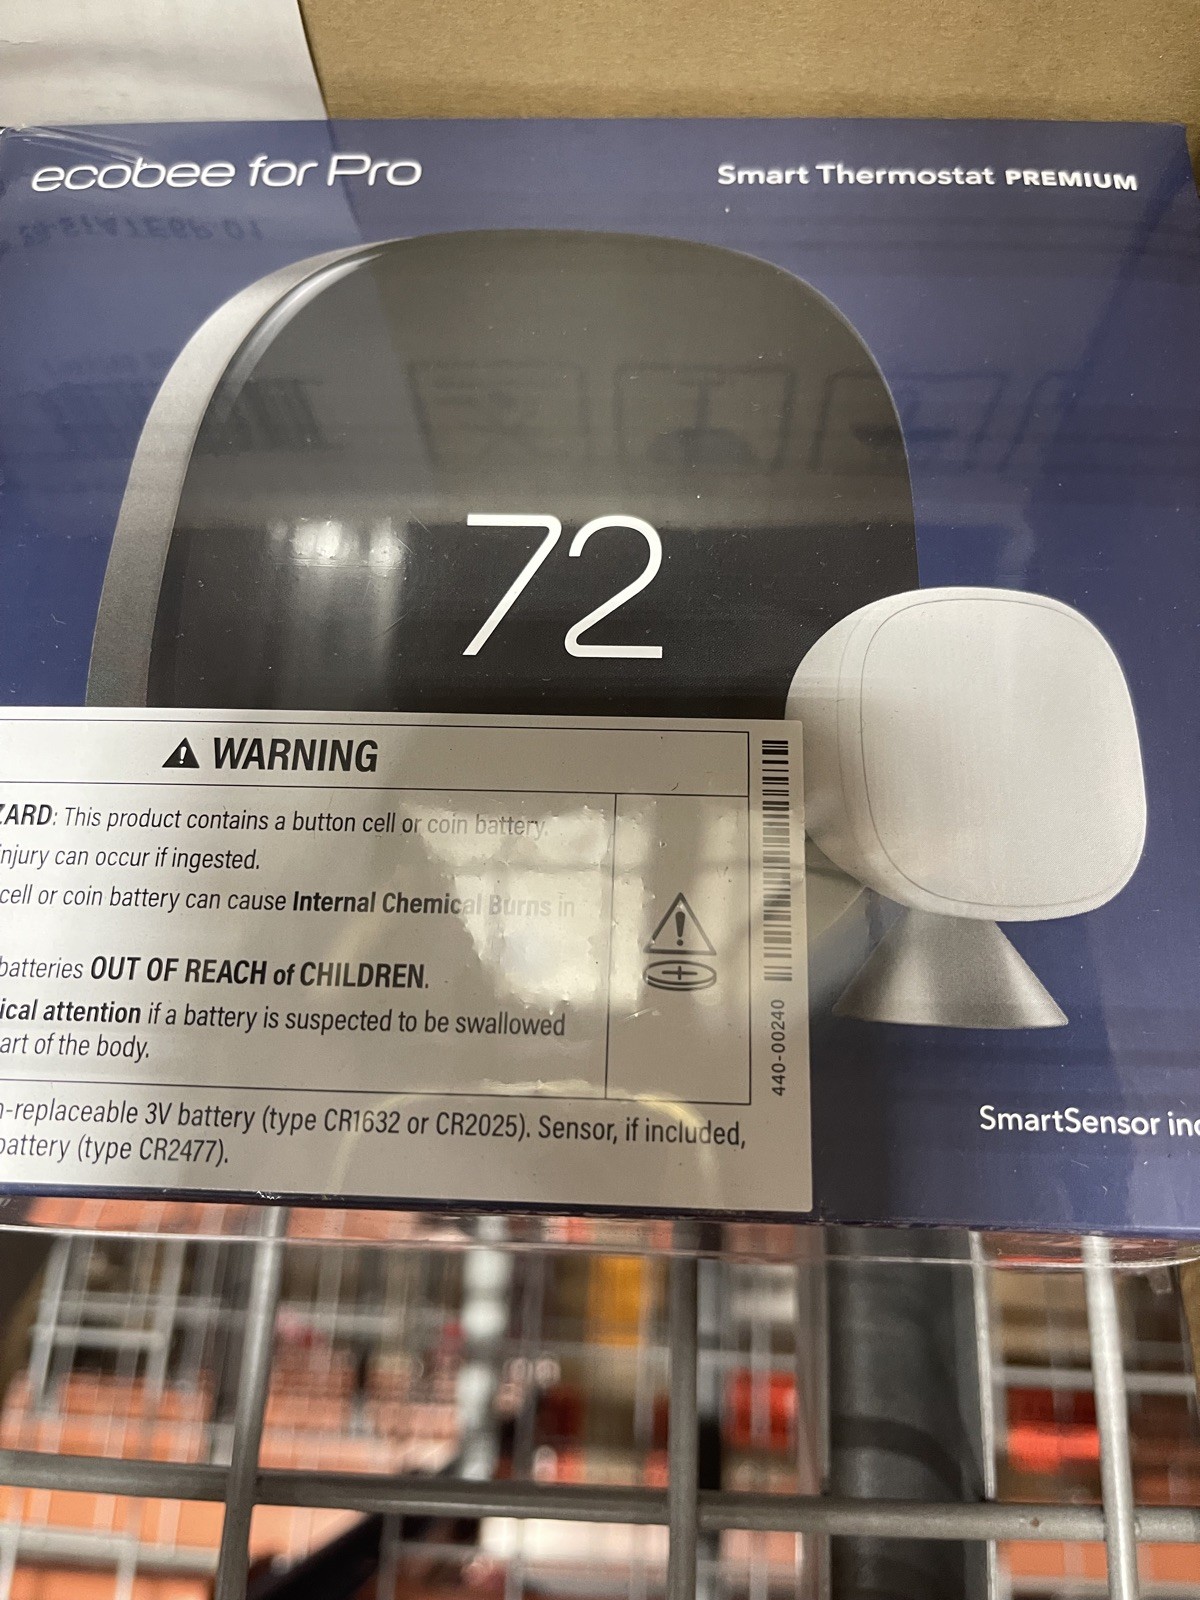 ecobee for Pro
Smart Thermostat PREMIUM
72
WARNING
ZARD: This product contains a button cell or coin battery.
njury can occur if ingested.
cell or coin battery can cause Internal Chemical Burns in
batteries OUT OF REACH of CHILDREN.
ical attention if a battery is suspected to be swallowed
art of the body.
n-replaceable 3V battery (type CR1632 or CR2025). Sensor, if included,
battery (type CR2477).
440-00240
SmartSensor inc